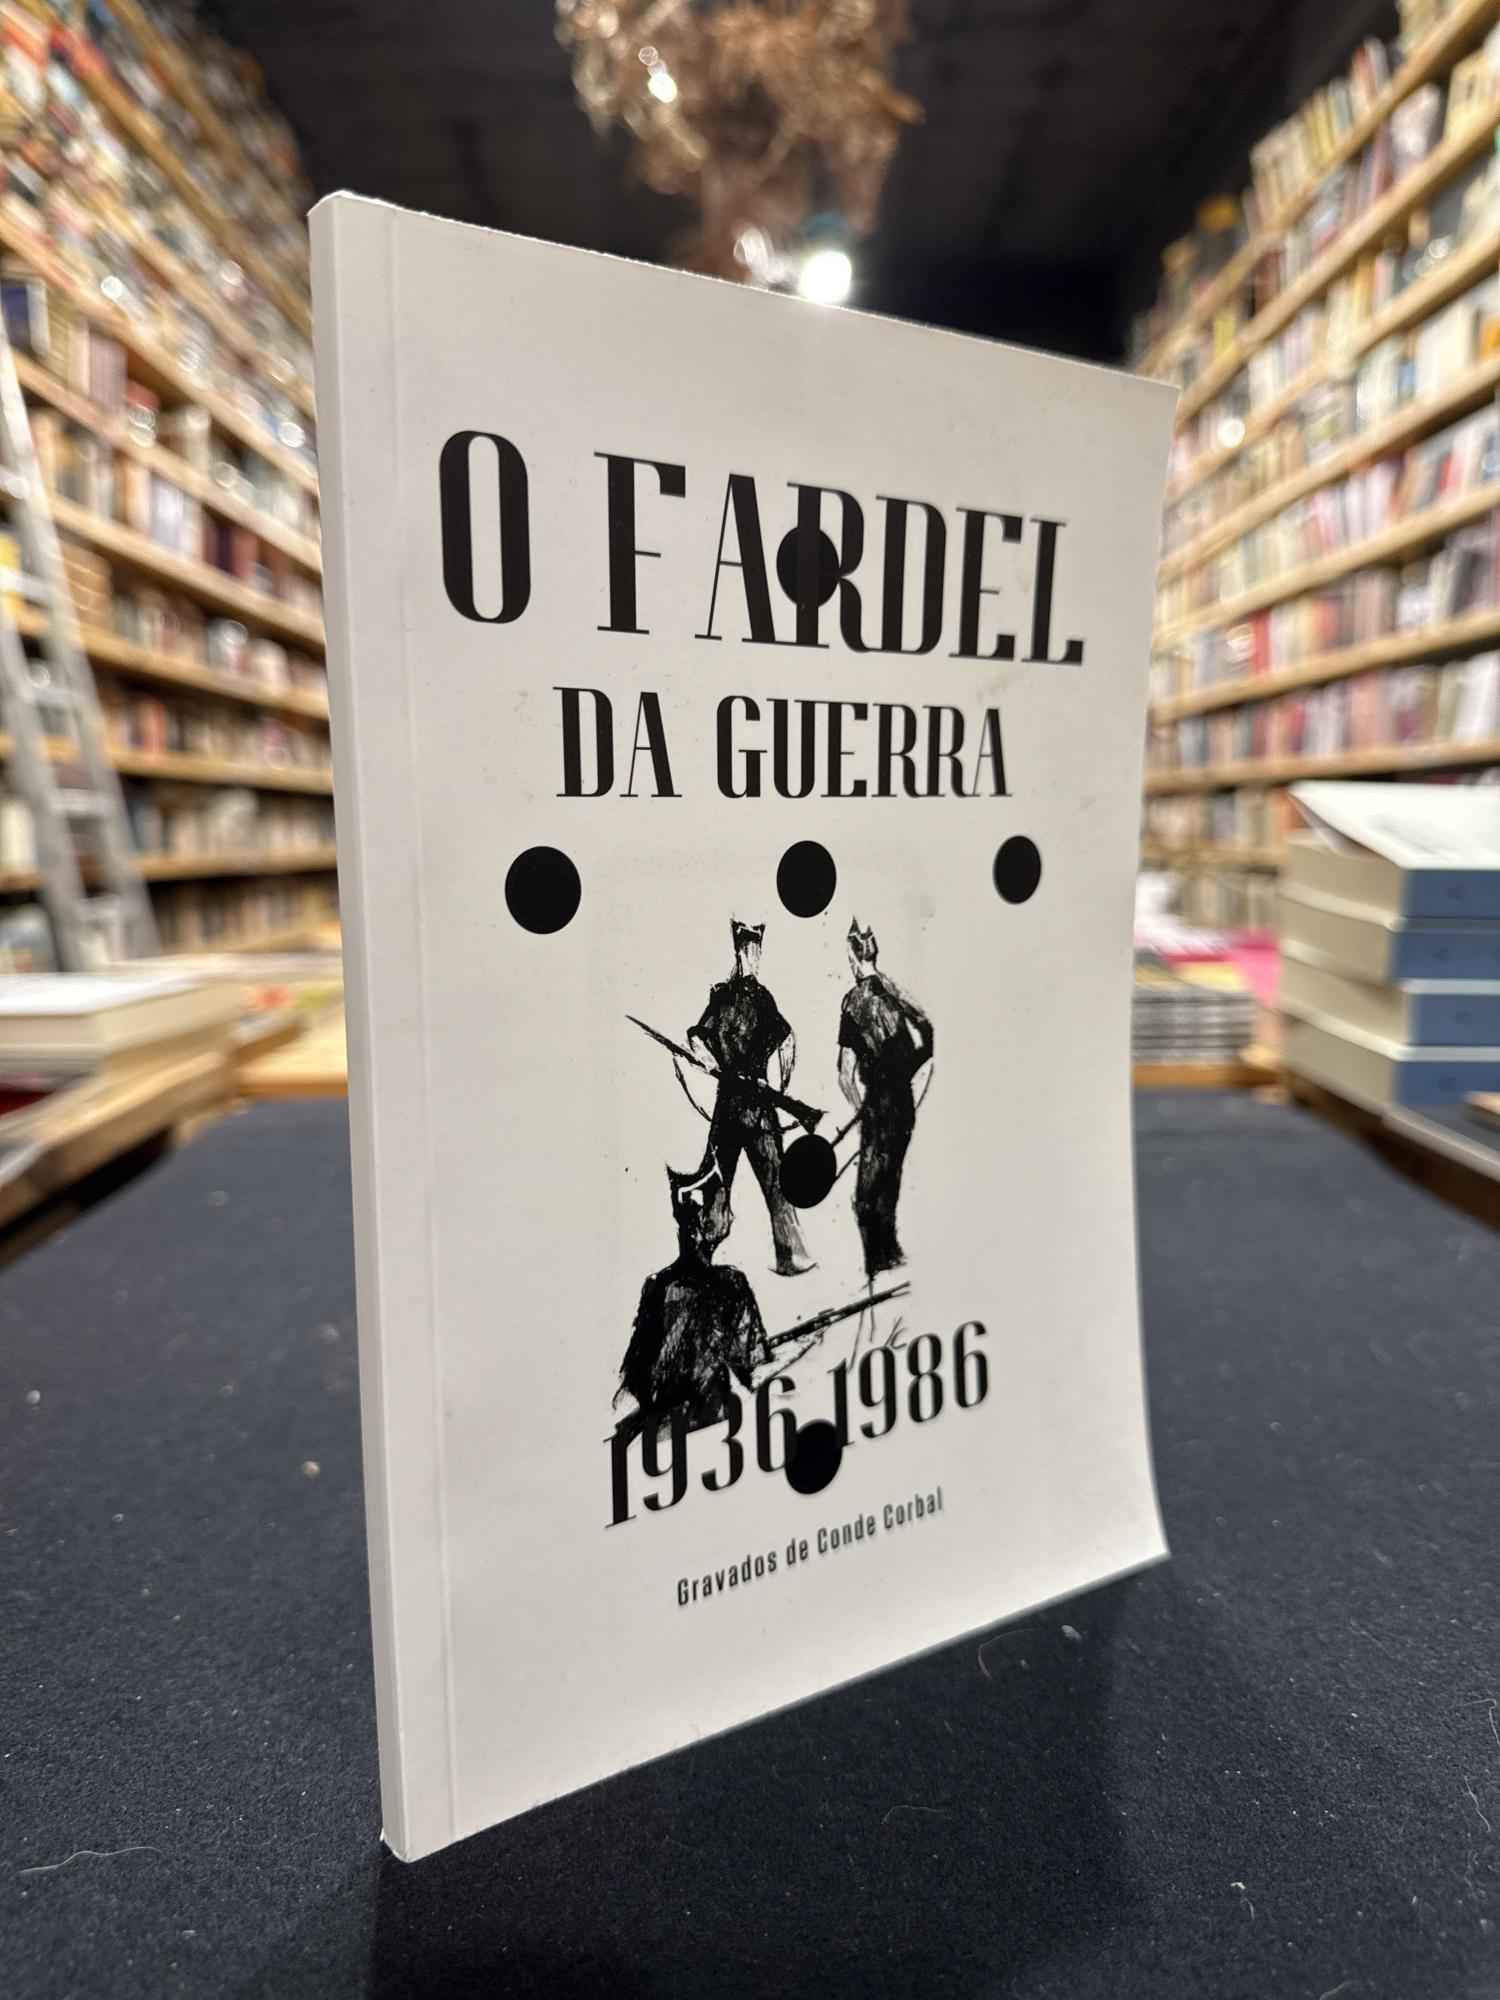 O FARDEL
DA GUERRA
1936 1986
Gravados de Conde Corbal